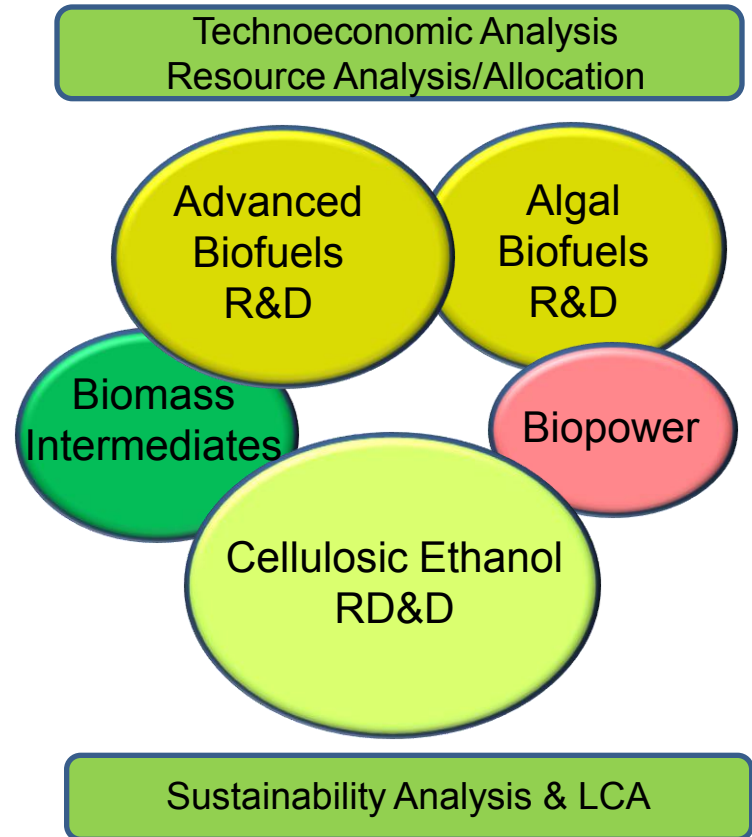 Technoeconomic Analysis
Resource Analysis/Allocation
Advanced
Biofuels
R&D
Algal
Biofuels
R&D
Biomass
Intermediates
Biopower
Cellulosic Ethanol
RD&D
Sustainability Analysis & LCA